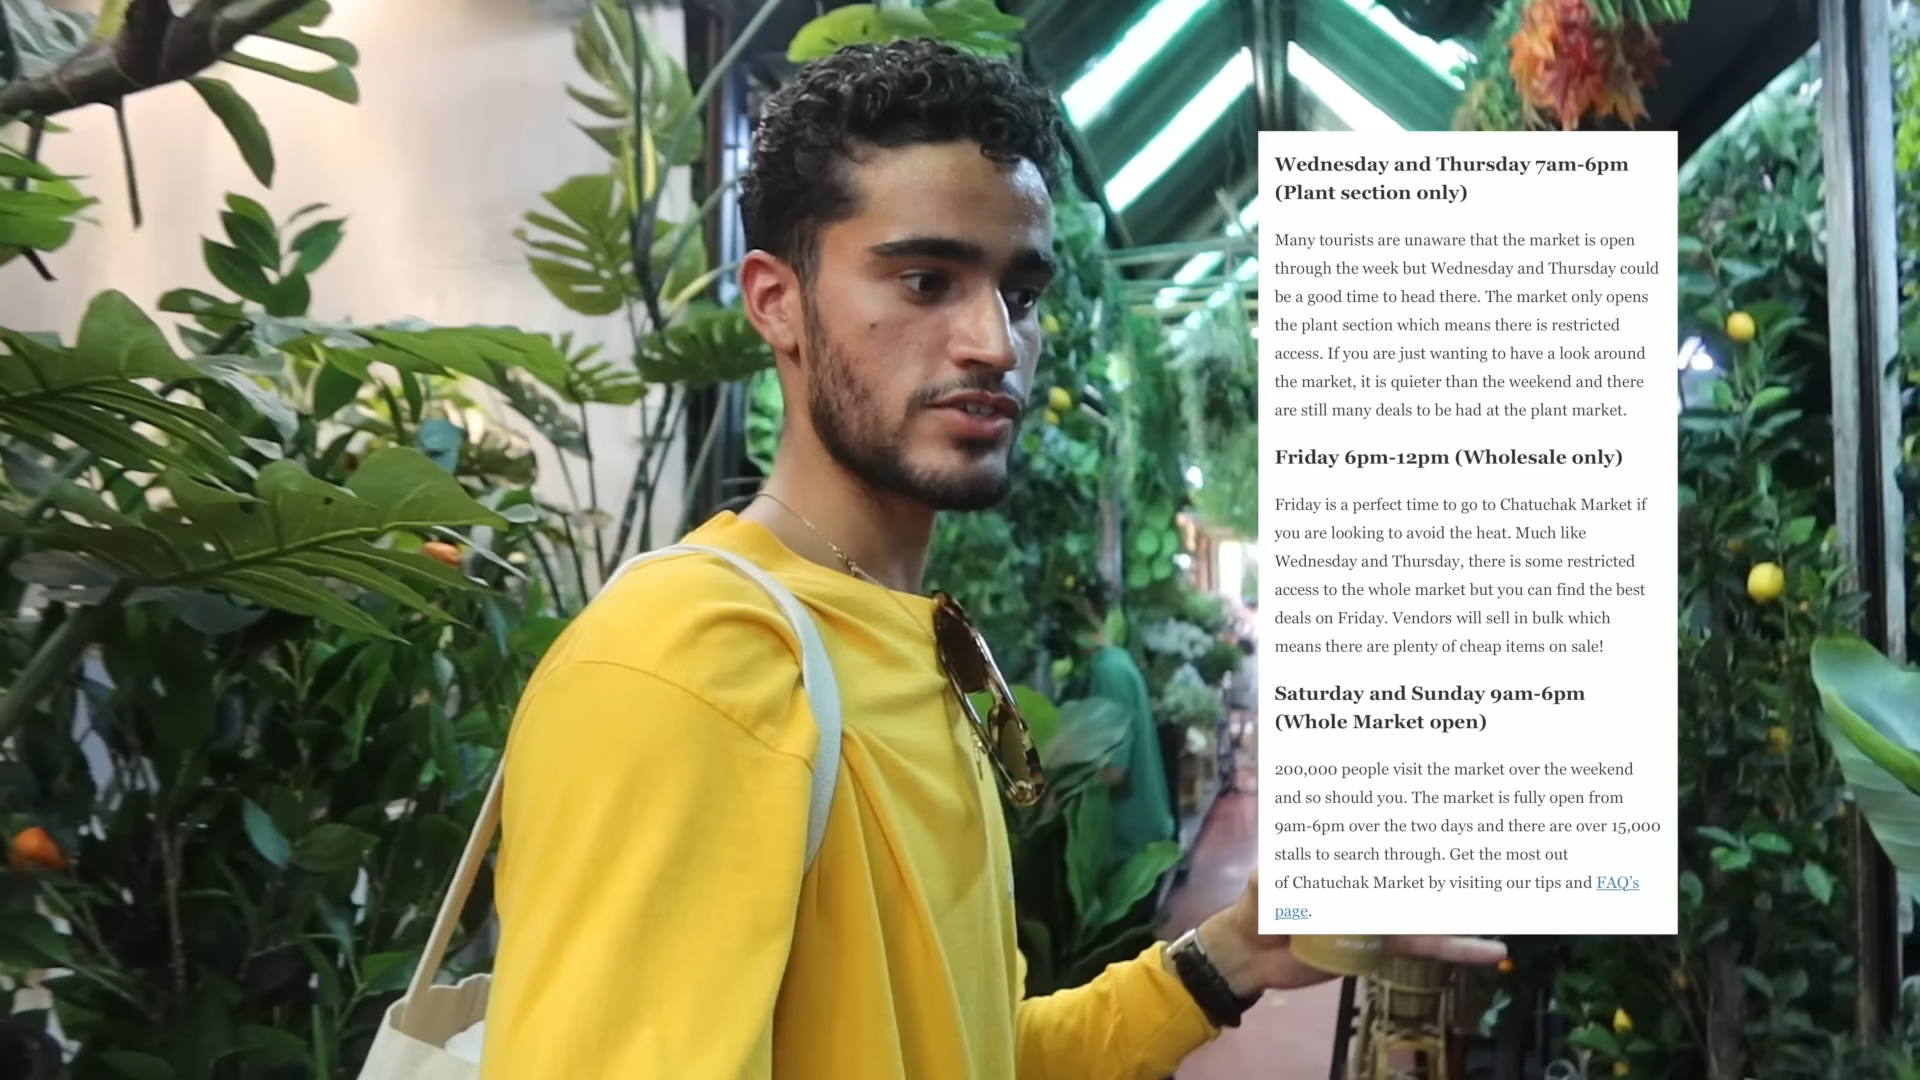 Wednesday and Thursday 7am-6pm
(Plant section only)
Many tourists are unaware that the market is open
through the week but Wednesday and Thursday could
be a good time to head there. The market only opens
the plant section which means there is restricted
access. If you are just wanting to have a look around
the market, it is quieter than the weekend and there
are still many deals to be had at the plant market.
Friday 6pm-12pm (Wholesale only)
Friday is a perfect time to go to Chatuchak Market if
you are looking to avoid the heat. Much like
Wednesday and Thursday, there is some restricted
access to the whole market but you can find the best
deals on Friday. Vendors will sell in bulk which
means there are plenty of cheap items on sale!
Saturday and Sunday 9am-6pm
(Whole Market open)
200,000 people visit the market over the weekend
and so should you. The market is fully open from
9am-6pm over the two days and there are over 15,000
stalls to search through. Get the most out
of Chatuchak Market by visiting our tips and FAQ's
page.